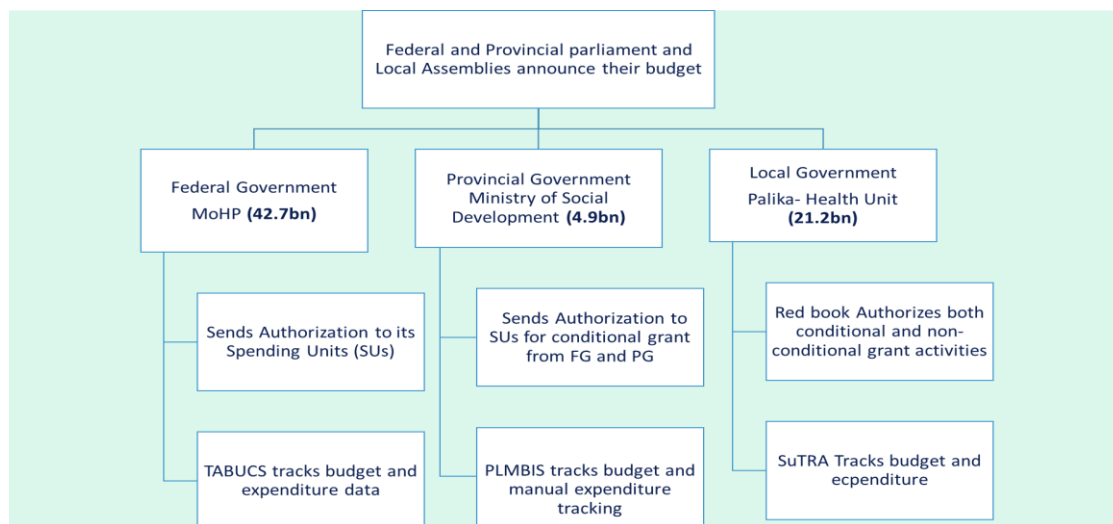 Federal and Provincial parliament and
Local Assemblies announce their budget
Federal Government
MoHP (42.7bn)
Provincial Government
Ministry of Social
Development (4.9bn)
Local Government
Palika- Health Unit
(21.2bn)
Sends Authorization to its
Spending Units (SUs)
Sends Authorization to
SUs for conditional grant
from FG and PG
Red book Authorizes both
conditional and non-
conditional grant activities
TABUCS tracks budget and
expenditure data
PLMBIS tracks budget and
manual expenditure
tracking
SuTRA Tracks budget and
ecpenditure